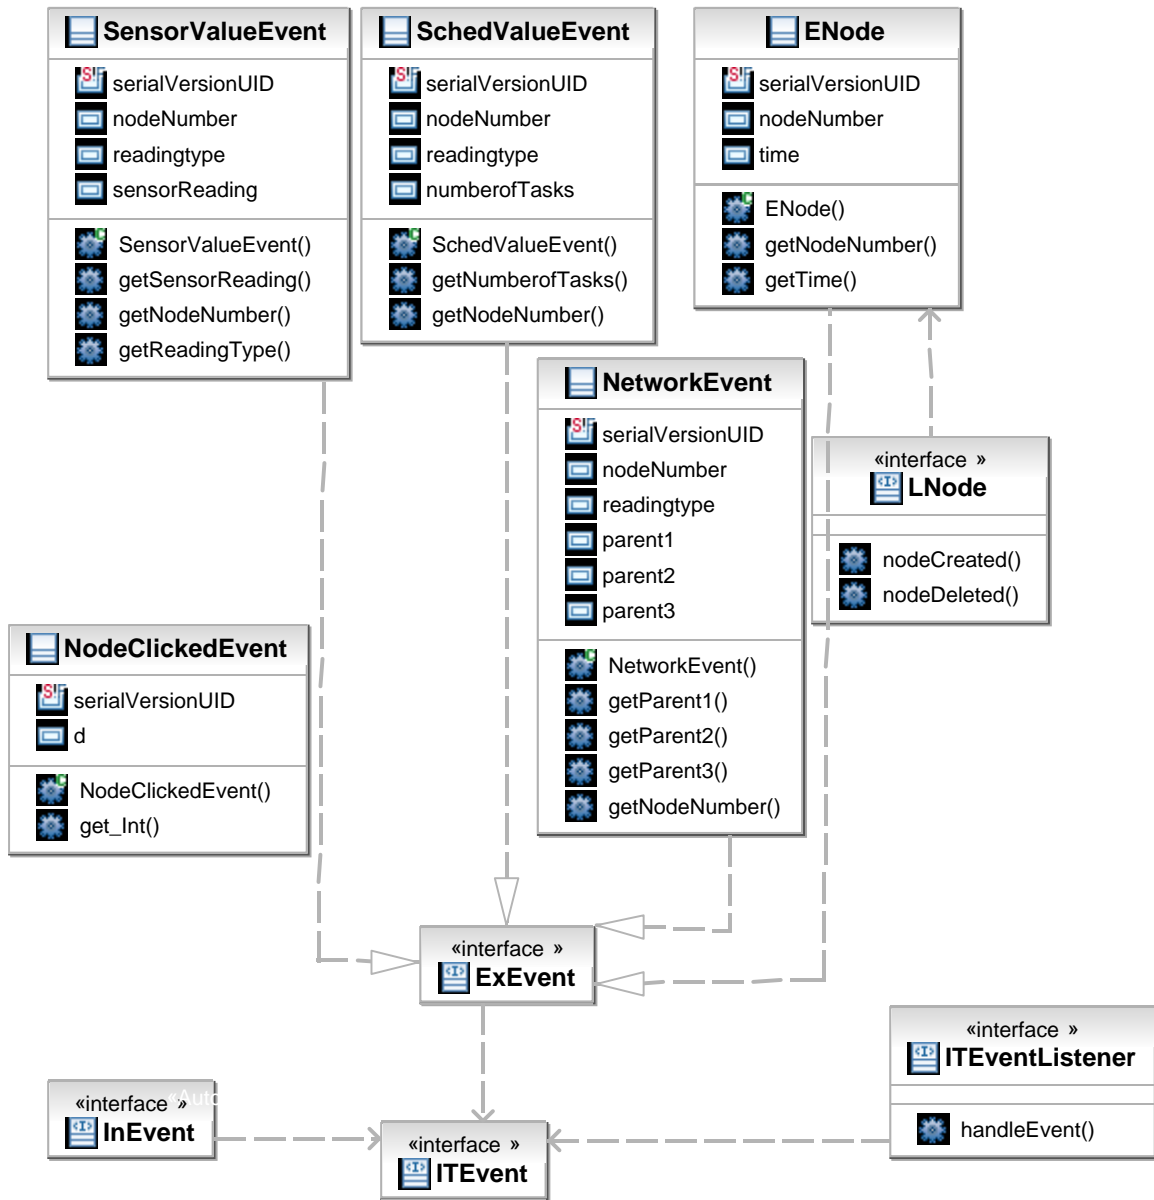 SensorValueEvent
serialVersionUID
nodeNumber
readingtype
sensorReading
SensorValueEvent()
getSensorReading()
getNodeNumber()
getReadingType()
SchedValueEvent
serialVersionUID
nodeNumber
readingtype
numberofTasks
SchedValueEvent()
getNumberofTasks()
getNodeNumber()
ENode
serialVersionUID
nodeNumber
time
ENode()
getNodeNumber()
getTime()
NetworkEvent
serialVersionUID
nodeNumber
readingtype
parent1
parent2
parent3
NetworkEvent()
getParent1()
getParent2()
getParent3()
getNodeNumber()
«interface »
LNode
nodeCreated()
nodeDeleted()
NodeClickedEvent
serialVersionUID
d
NodeClickedEvent()
get_Int()
«interface »
ExEvent
«interface »
ITEventListener
handleEvent()
«interface »
InEvent
«interface »
ITEvent